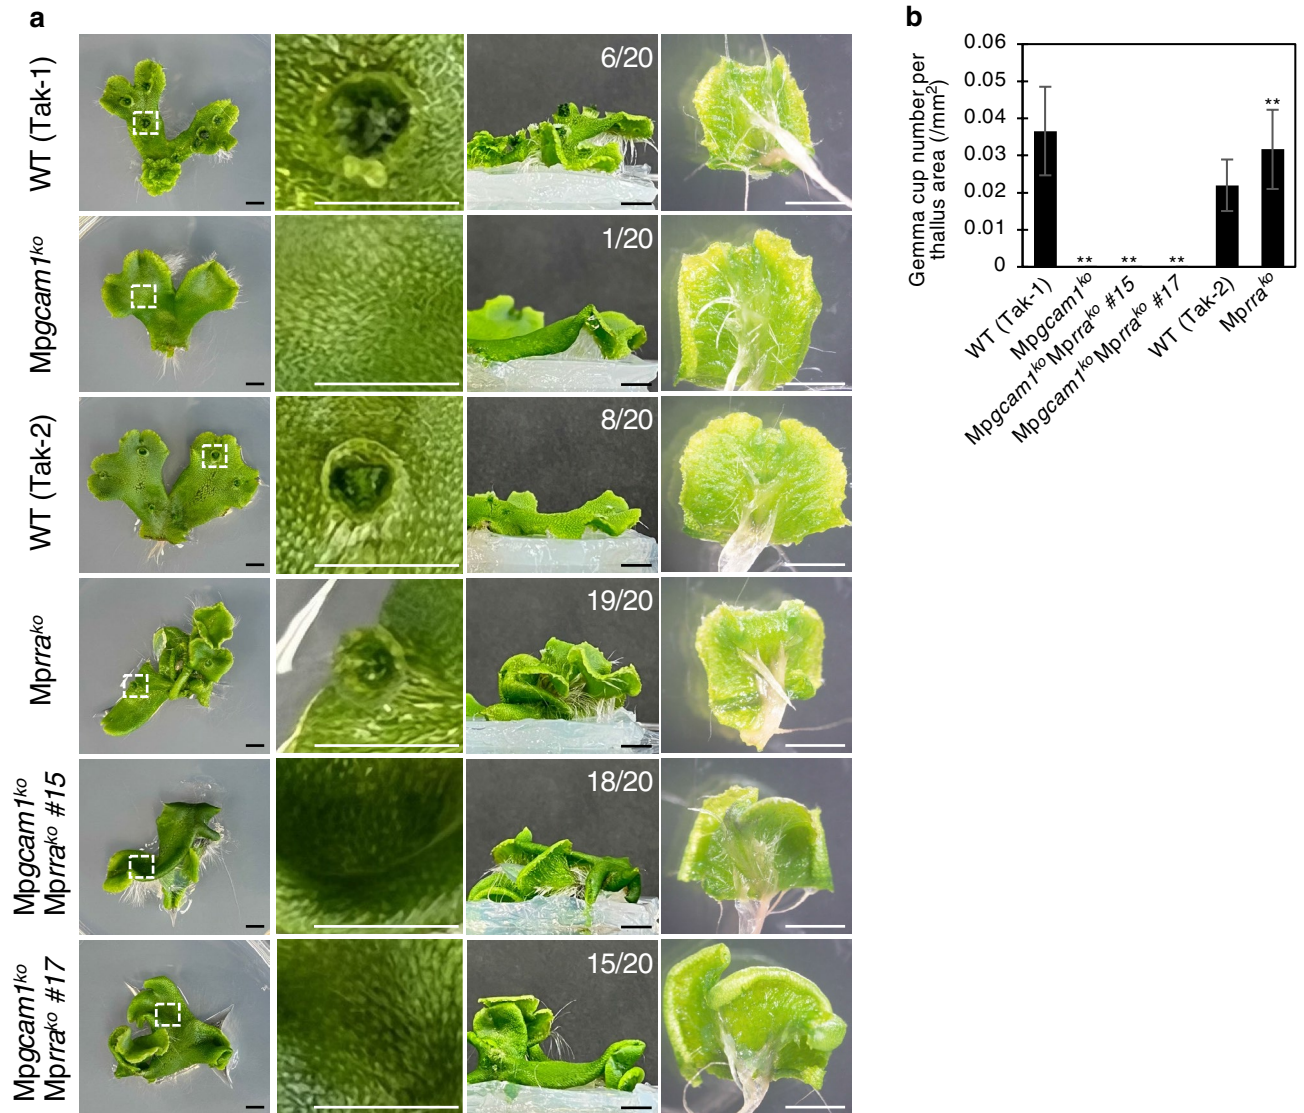 a
WT (Tak-1)
6/20
Mpgcam1ko
1/20
WT (Tak-2)
8/20
Mprrako
19/20
Mpgcam1ko
Mprrako #15
18/20
Mpgcam1ko
Mprrako #17
15/20
b
Gemma cup number per
thallus area (/mm2)
0.06
0.05
0.04
0.03
0.02
0.01
0
**
**
**
**
WT (Tak-1)
Mpgcam1ko
Mpgcam1ko Mprrako #15
Mpgcam1ko Mprrako #17
WT (Tak-2)
Mprrako